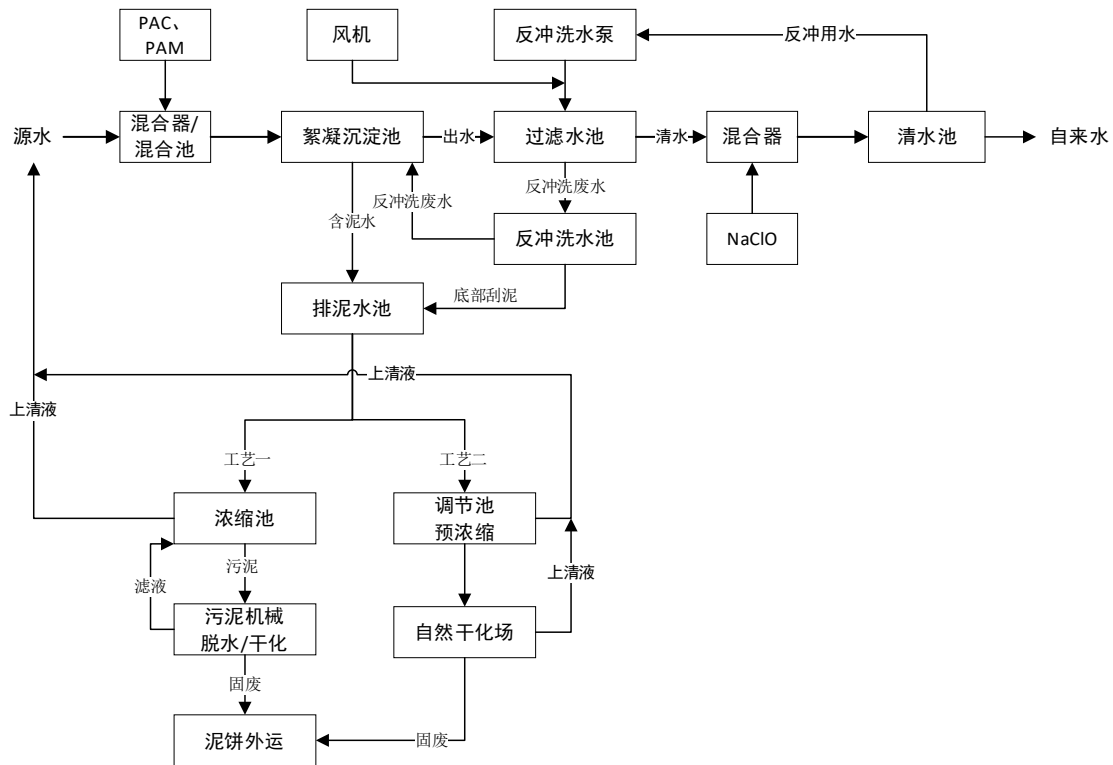 PAC、
PAM
风机
反冲洗水泵
反冲用水
源水
混合器/
混合池
絮凝沉淀池
出水
过滤水池
清水
混合器
清水池
自来水
反冲洗废水
反冲洗废水
含泥水
反冲洗水池
NaClO
排泥水池
底部刮泥
上清液
上清液
工艺一
工艺二
浓缩池
调节池
预浓缩
滤液
污泥
上清液
污泥机械
脱水/干化
自然干化场
固废
泥饼外运
固废